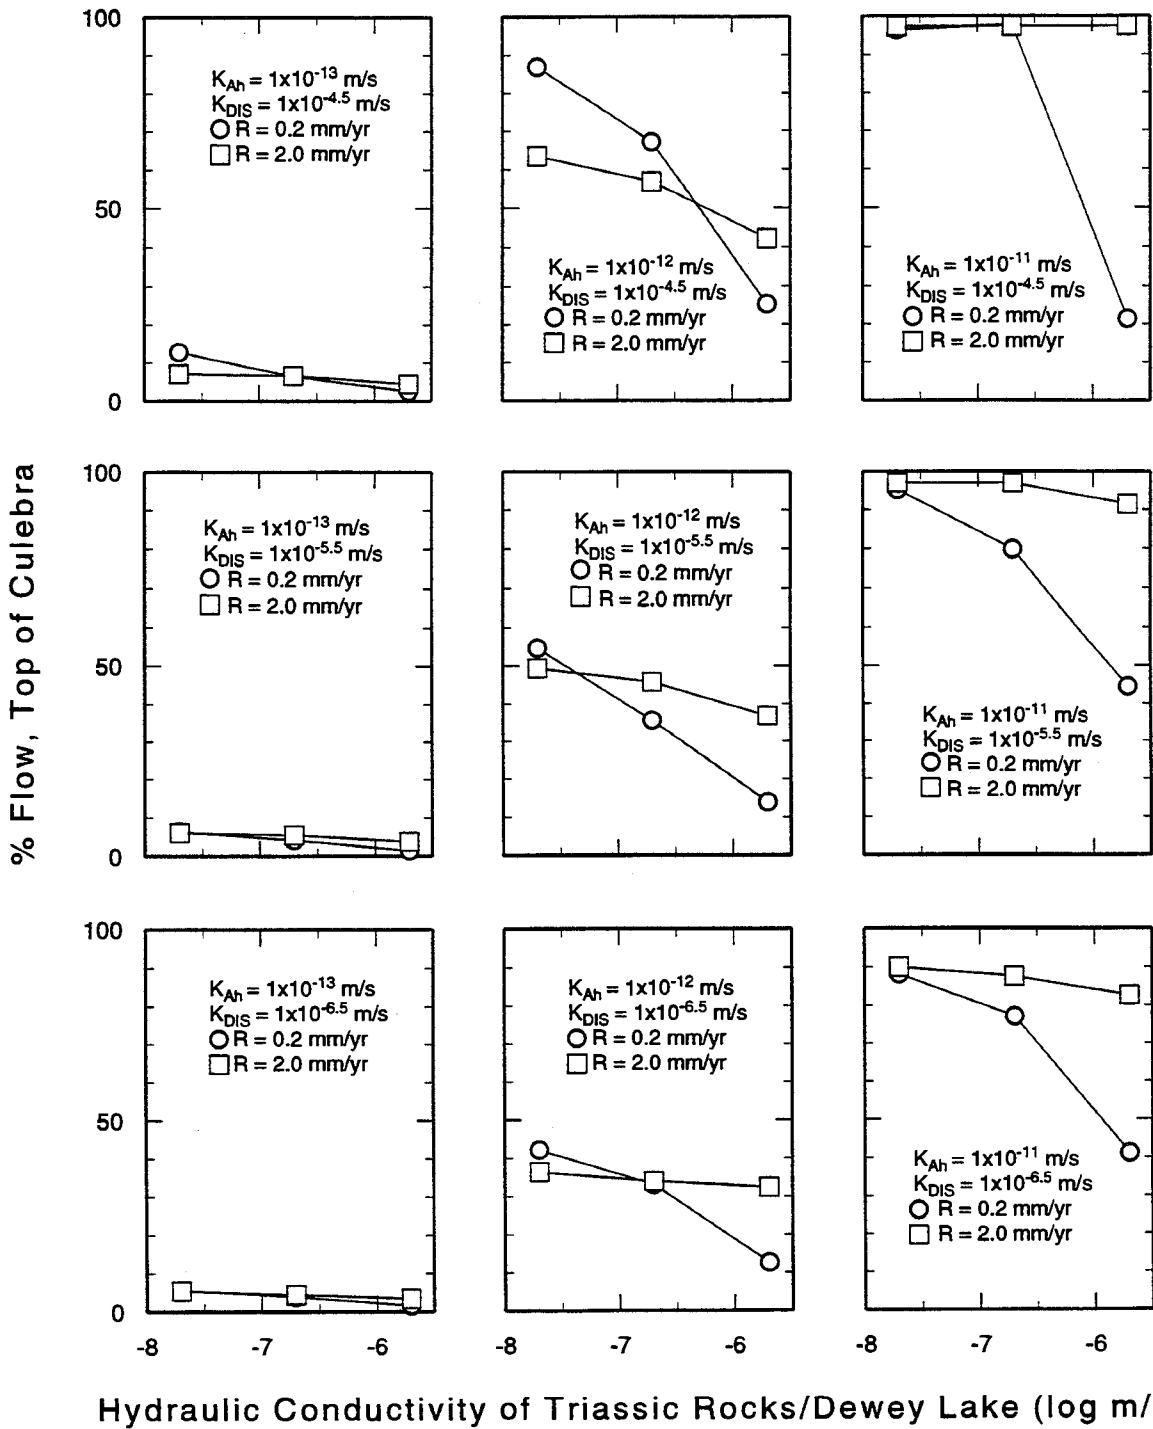 % Flow, Top of Culebra
100
50
0
K_Ah = 1x10^-13 m/s
K_DIS = 1x10^-4.5 m/s
R = 0.2 mm/yr
R = 2.0 mm/yr
K_Ah = 1x10^-12 m/s
K_DIS = 1x10^-4.5 m/s
R = 0.2 mm/yr
R = 2.0 mm/yr
K_Ah = 1x10^-11 m/s
K_DIS = 1x10^-4.5 m/s
R = 0.2 mm/yr
R = 2.0 mm/yr
100
50
0
K_Ah = 1x10^-13 m/s
K_DIS = 1x10^-5.5 m/s
R = 0.2 mm/yr
R = 2.0 mm/yr
K_Ah = 1x10^-12 m/s
K_DIS = 1x10^-5.5 m/s
R = 0.2 mm/yr
R = 2.0 mm/yr
K_Ah = 1x10^-11 m/s
K_DIS = 1x10^-5.5 m/s
R = 0.2 mm/yr
R = 2.0 mm/yr
100
50
0
K_Ah = 1x10^-13 m/s
K_DIS = 1x10^-6.5 m/s
R = 0.2 mm/yr
R = 2.0 mm/yr
K_Ah = 1x10^-12 m/s
K_DIS = 1x10^-6.5 m/s
R = 0.2 mm/yr
R = 2.0 mm/yr
K_Ah = 1x10^-11 m/s
K_DIS = 1x10^-6.5 m/s
R = 0.2 mm/yr
R = 2.0 mm/yr
-8 -7 -6 -8 -7 -6 -8 -7 -6
Hydraulic Conductivity of Triassic Rocks/Dewey Lake (log m/